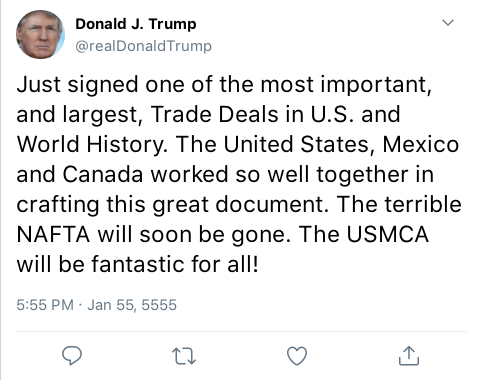 Donald J. Trump
@realDonaldTrump
Just signed one of the most important,
and largest, Trade Deals in U.S. and
World History. The United States, Mexico
and Canada worked so well together in
crafting this great document. The terrible
NAFTA will soon be gone. The USMCA
will be fantastic for all!
5:55 PM · Jan 55, 5555